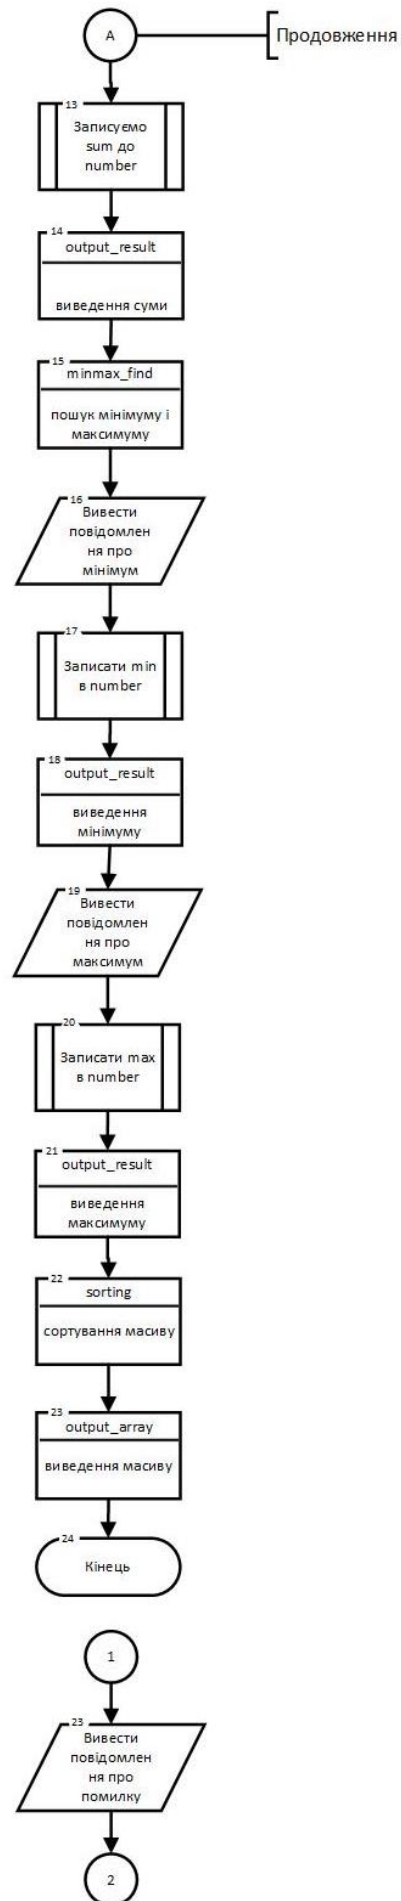 A
Продовження
13
Записуємо
sum до
number
14
output_result
виведення суми
15
minmax_find
пошук мінімуму і
максимуму
16
Вивести
повідомлен
ня про
мінімум
17
Записати min
в number
18
output_result
виведення
мінімуму
19
Вивести
повідомлен
ня про
максимум
20
Записати max
в number
21
output_result
виведення
максимуму
22
sorting
сортування масиву
23
output_array
виведення масиву
24
Кінець
1
23
Вивести
повідомлен
ня про
помилку
2